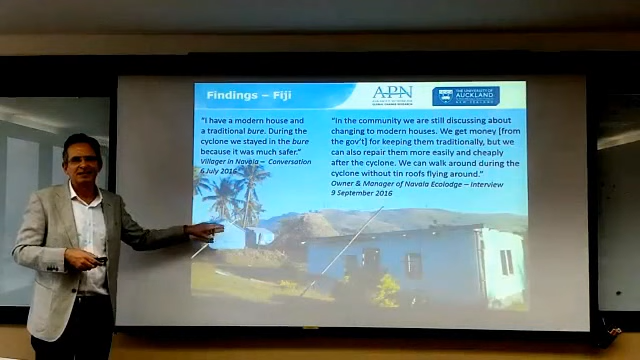 Findings – Fiji
APN
GLOBAL CHANGE RESEARCH
THE UNIVERSITY OF
AUCKLAND
NEW ZEALAND
"I have a modern house and
a traditional bure. During the
cyclone we stayed in the bure
because it was much safer."
Villager in Navala – Conversation
6 July 2016
"In the community we are still discussing about
changing to modern houses. We get money [from
the gov't] for keeping them traditionally, but we
can also repair them more easily and cheaply
after the cyclone. We can walk around during the
cyclone without tin roofs flying around."
Owner & Manager of Navala Ecolodge – Interview
9 September 2016